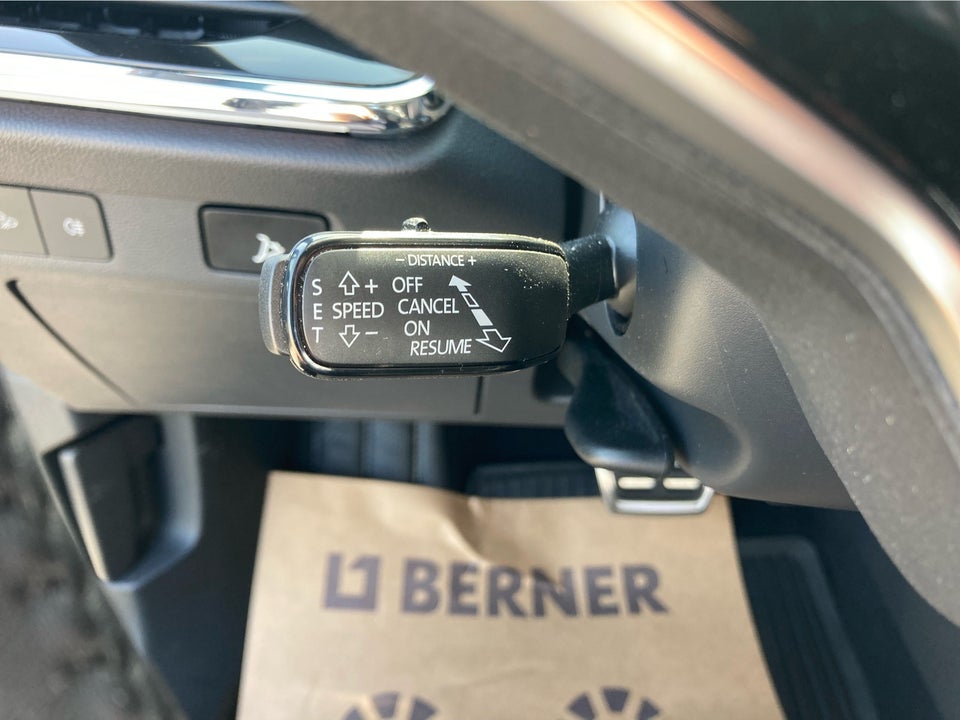 – DISTANCE +
S + OFF
E SPEED CANCEL
T – ON
RESUME
BERNER